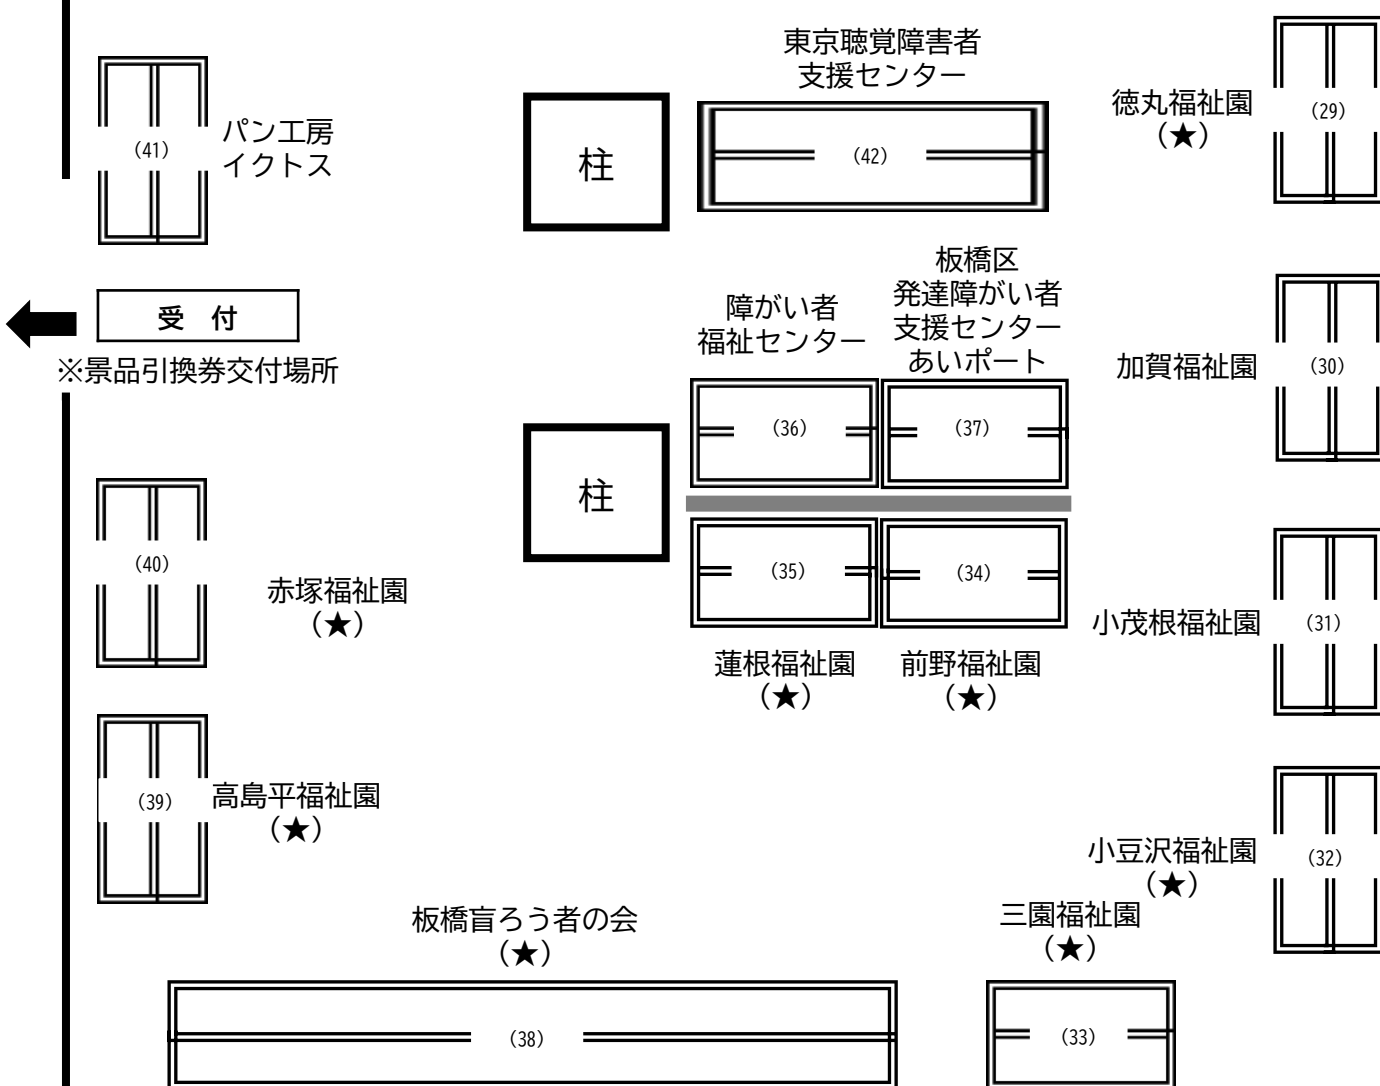 東京聴覚障害者
支援センター
(42)
徳丸福祉園
(★)
(29)
(41)
パン工房
イクトス
柱
受 付
※景品引換券交付場所
障がい者
福祉センター
(36)
板橋区
発達障がい者
支援センター
あいポート
(37)
加賀福祉園
(30)
柱
(40)
赤塚福祉園
(★)
(35)
蓮根福祉園
(★)
(34)
前野福祉園
(★)
小茂根福祉園
(31)
(39)
高島平福祉園
(★)
小豆沢福祉園
(★)
(32)
板橋盲ろう者の会
(★)
(38)
三園福祉園
(★)
(33)